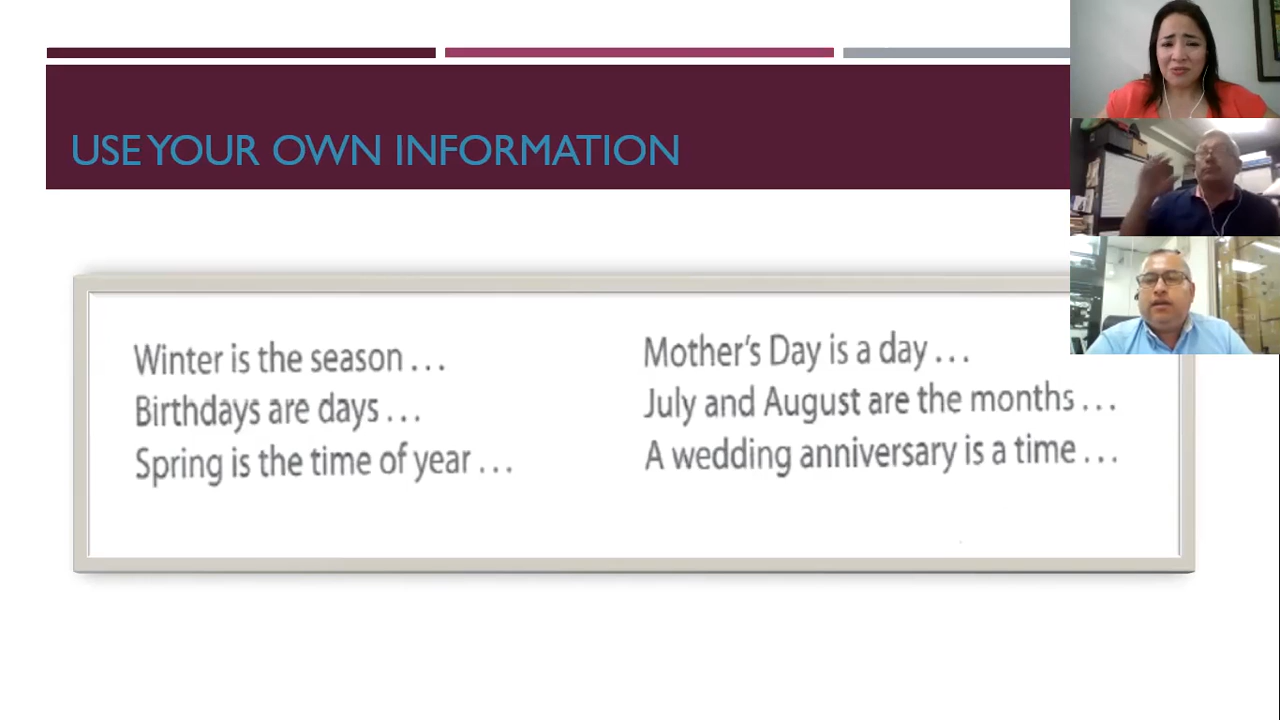 USE YOUR OWN INFORMATION
Winter is the season . . .
Birthdays are days . . .
Spring is the time of year . . .
Mother's Day is a day . . .
July and August are the months . . .
A wedding anniversary is a time . . .